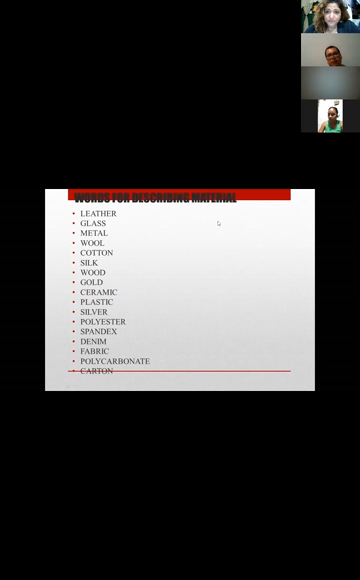 WORDS FOR DESCRIBING MATERIAL
• LEATHER
• GLASS
• METAL
• WOOL
• COTTON
• SILK
• WOOD
• GOLD
• CERAMIC
• PLASTIC
• SILVER
• POLYESTER
• SPANDEX
• DENIM
• FABRIC
• POLYCARBONATE
• CARTON